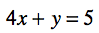 4x + y = 5